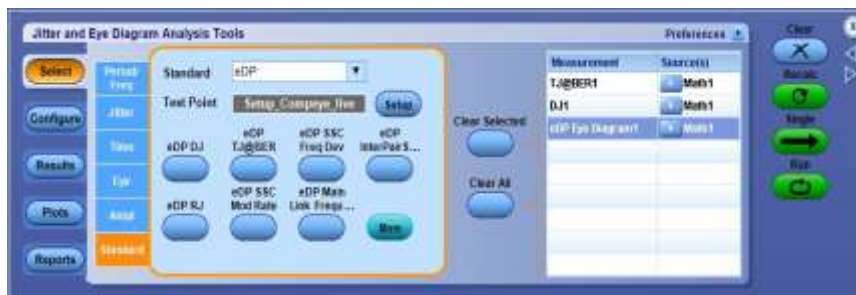 Jitter and Eye Diagram Analysis Tools
Preferences
Clear
Select
Configure
Results
Plots
Reports
Period/
Freq
Jitter
Time
Eye
Ampl
Standard
Standard
eDP
Test Point
Setup_Compeye_live
Setup
eDP DJ
eDP
TJ@BER
eDP SSC
Freq Dev
eDP
InterPair S...
eDP RJ
eDP SSC
Mod Rate
eDP Main
Link Frequ...
More
Clear Selected
Clear All
Measurement
Source(s)
TJ@BER1
Math1
DJ1
Math1
eDP Eye Diagram1
Math1
Recalc
Single
Run